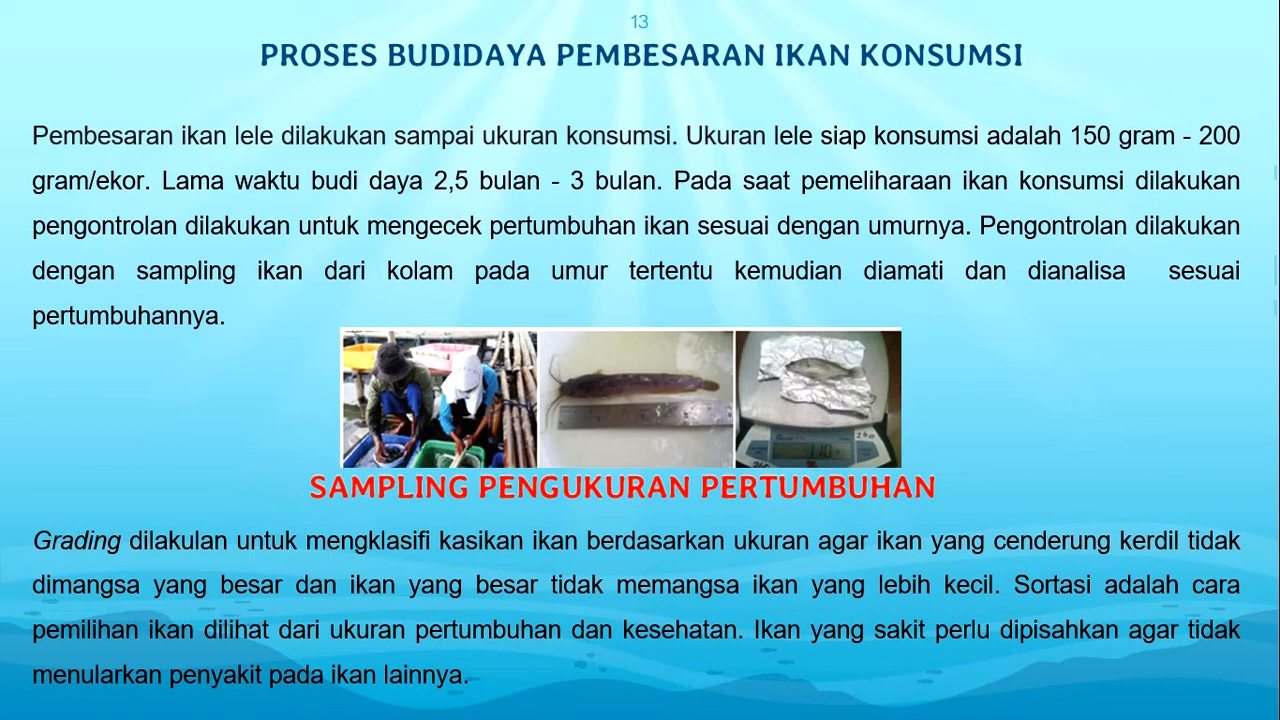 13
PROSES BUDIDAYA PEMBESARAN IKAN KONSUMSI
Pembesaran ikan lele dilakukan sampai ukuran konsumsi. Ukuran lele siap konsumsi adalah 150 gram - 200
gram/ekor. Lama waktu budi daya 2,5 bulan - 3 bulan. Pada saat pemeliharaan ikan konsumsi dilakukan
pengontrolan dilakukan untuk mengecek pertumbuhan ikan sesuai dengan umurnya. Pengontrolan dilakukan
dengan sampling ikan dari kolam pada umur tertentu kemudian diamati dan dianalisa sesuai
pertumbuhannya.
SAMPLING PENGUKURAN PERTUMBUHAN
Grading dilakulan untuk mengklasifi kasikan ikan berdasarkan ukuran agar ikan yang cenderung kerdil tidak
dimangsa yang besar dan ikan yang besar tidak memangsa ikan yang lebih kecil. Sortasi adalah cara
pemilihan ikan dilihat dari ukuran pertumbuhan dan kesehatan. Ikan yang sakit perlu dipisahkan agar tidak
menularkan penyakit pada ikan lainnya.